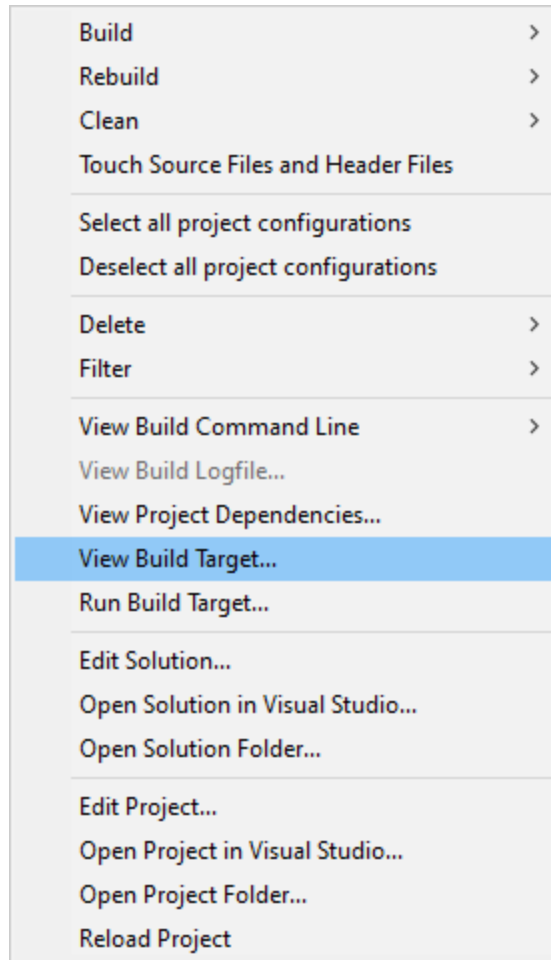 Build
Rebuild
Clean
Touch Source Files and Header Files
Select all project configurations
Deselect all project configurations
Delete
Filter
View Build Command Line
View Build Logfile...
View Project Dependencies...
View Build Target...
Run Build Target...
Edit Solution...
Open Solution in Visual Studio...
Open Solution Folder...
Edit Project...
Open Project in Visual Studio...
Open Project Folder...
Reload Project